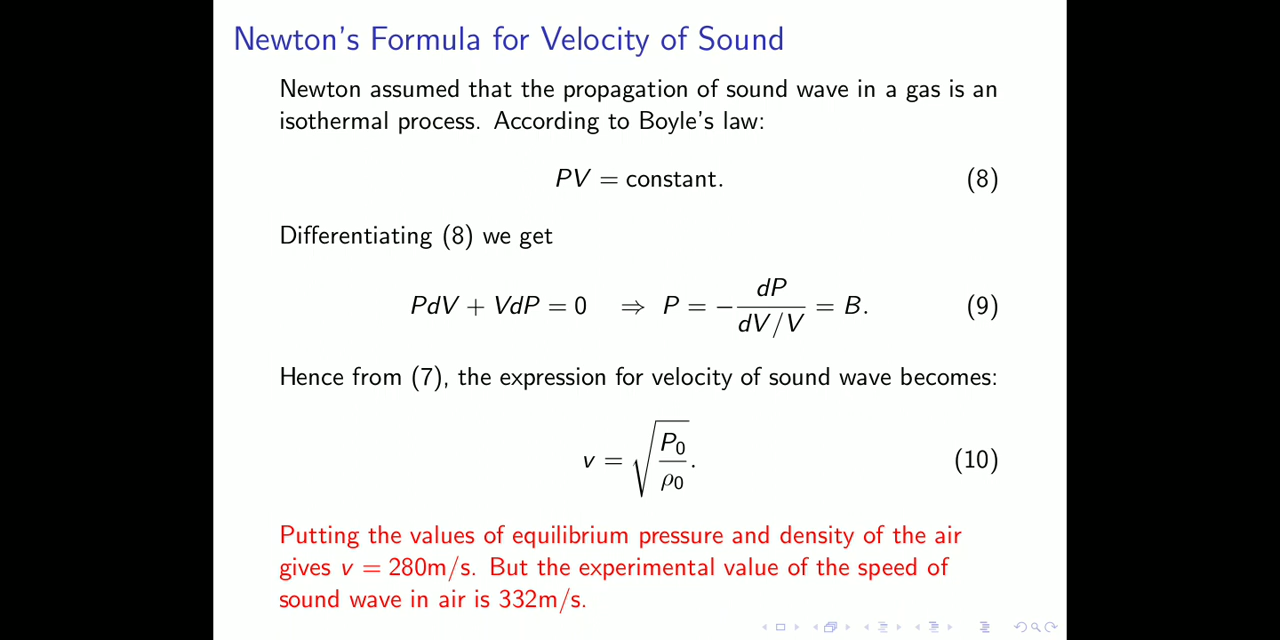 Newton's Formula for Velocity of Sound
Newton assumed that the propagation of sound wave in a gas is an
isothermal process. According to Boyle's law:
PV = constant. (8)
Differentiating (8) we get
PdV + VdP = 0 ⇒ P = −dP/(dV/V) = B. (9)
Hence from (7), the expression for velocity of sound wave becomes:
v = √(P₀/ρ₀). (10)
Putting the values of equilibrium pressure and density of the air
gives v = 280m/s. But the experimental value of the speed of
sound wave in air is 332m/s.